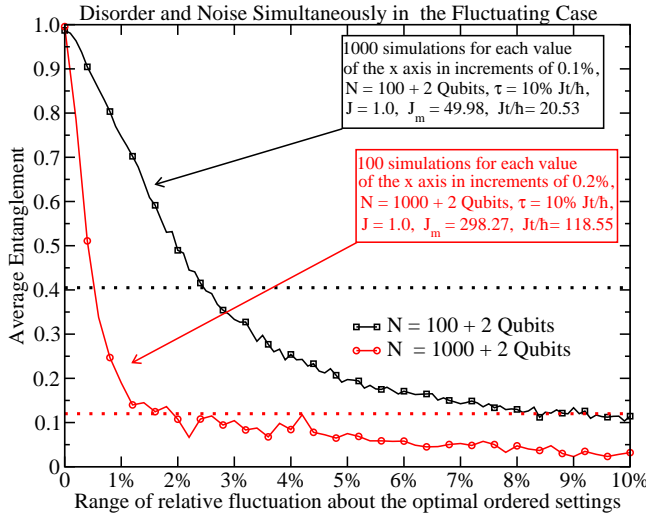 Disorder and Noise Simultaneously in the Fluctuating Case
1000 simulations for each value
of the x axis in increments of 0.1%,
N = 100 + 2 Qubits, τ = 10% Jt/ħ,
J = 1.0, J_m = 49.98, Jt/ħ= 20.53
100 simulations for each value
of the x axis in increments of 0.2%,
N = 1000 + 2 Qubits, τ = 10% Jt/ħ,
J = 1.0, J_m = 298.27, Jt/ħ = 118.55
N = 100 + 2 Qubits
N = 1000 + 2 Qubits
Average Entanglement
1.0
0.9
0.8
0.7
0.6
0.5
0.4
0.3
0.2
0.1
0
0 1% 2% 3% 4% 5% 6% 7% 8% 9% 10%
Range of relative fluctuation about the optimal ordered settings